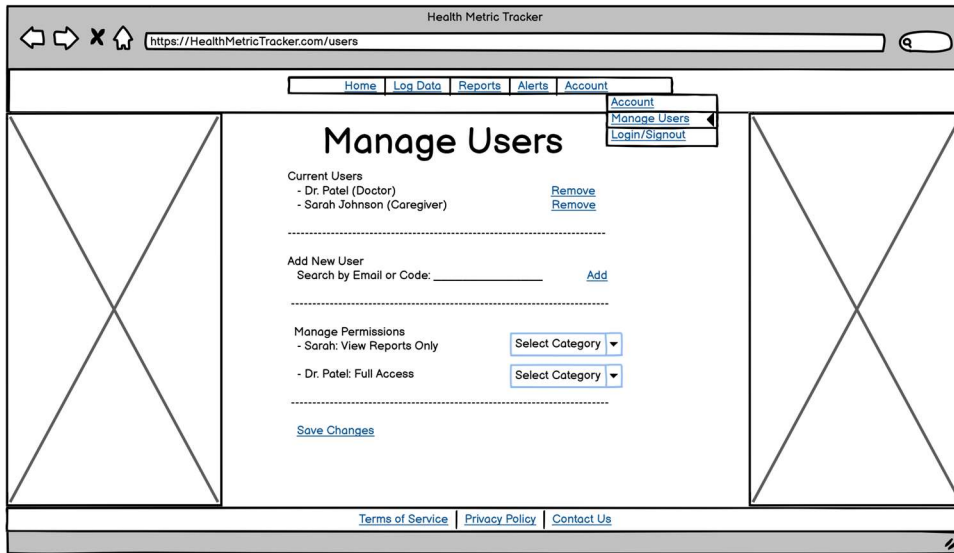 Health Metric Tracker
https://HealthMetricTracker.com/users
Home Log Data Reports Alerts Account
Account
Manage Users
Login/Signout
Manage Users
Current Users
- Dr. Patel (Doctor) Remove
- Sarah Johnson (Caregiver) Remove
Add New User
Search by Email or Code: ____________________ Add
Manage Permissions
- Sarah: View Reports Only Select Category
- Dr. Patel: Full Access Select Category
Save Changes
Terms of Service Privacy Policy Contact Us